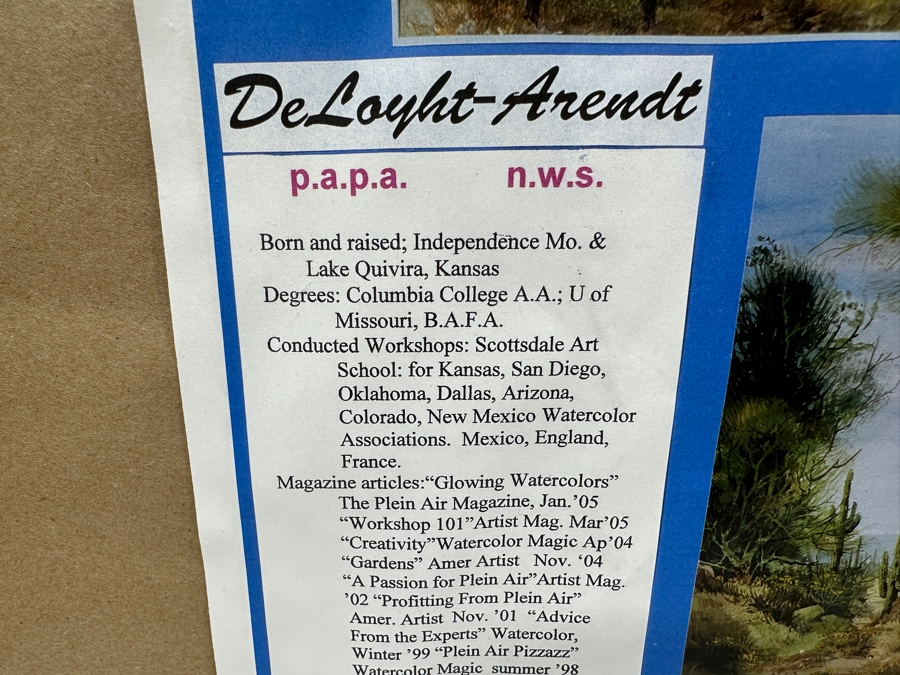 DeLoyht-Arendt
p.a.p.a. n.w.s.
Born and raised; Independence Mo. &
Lake Quivira, Kansas
Degrees: Columbia College A.A.; U of
Missouri, B.A.F.A.
Conducted Workshops: Scottsdale Art
School: for Kansas, San Diego,
Oklahoma, Dallas, Arizona,
Colorado, New Mexico Watercolor
Associations. Mexico, England,
France.
Magazine articles:“Glowing Watercolors”
The Plein Air Magazine, Jan.’05
“Workshop 101”Artist Mag. Mar’05
“Creativity”Watercolor Magic Ap’04
“Gardens” Amer Artist Nov. ‘04
“A Passion for Plein Air”Artist Mag.
’02 “Profitting From Plein Air”
Amer. Artist Nov. ’01 “Advice
From the Experts” Watercolor,
Winter ’99 “Plein Air Pizzazz”
Watercolor Magic summer ’98